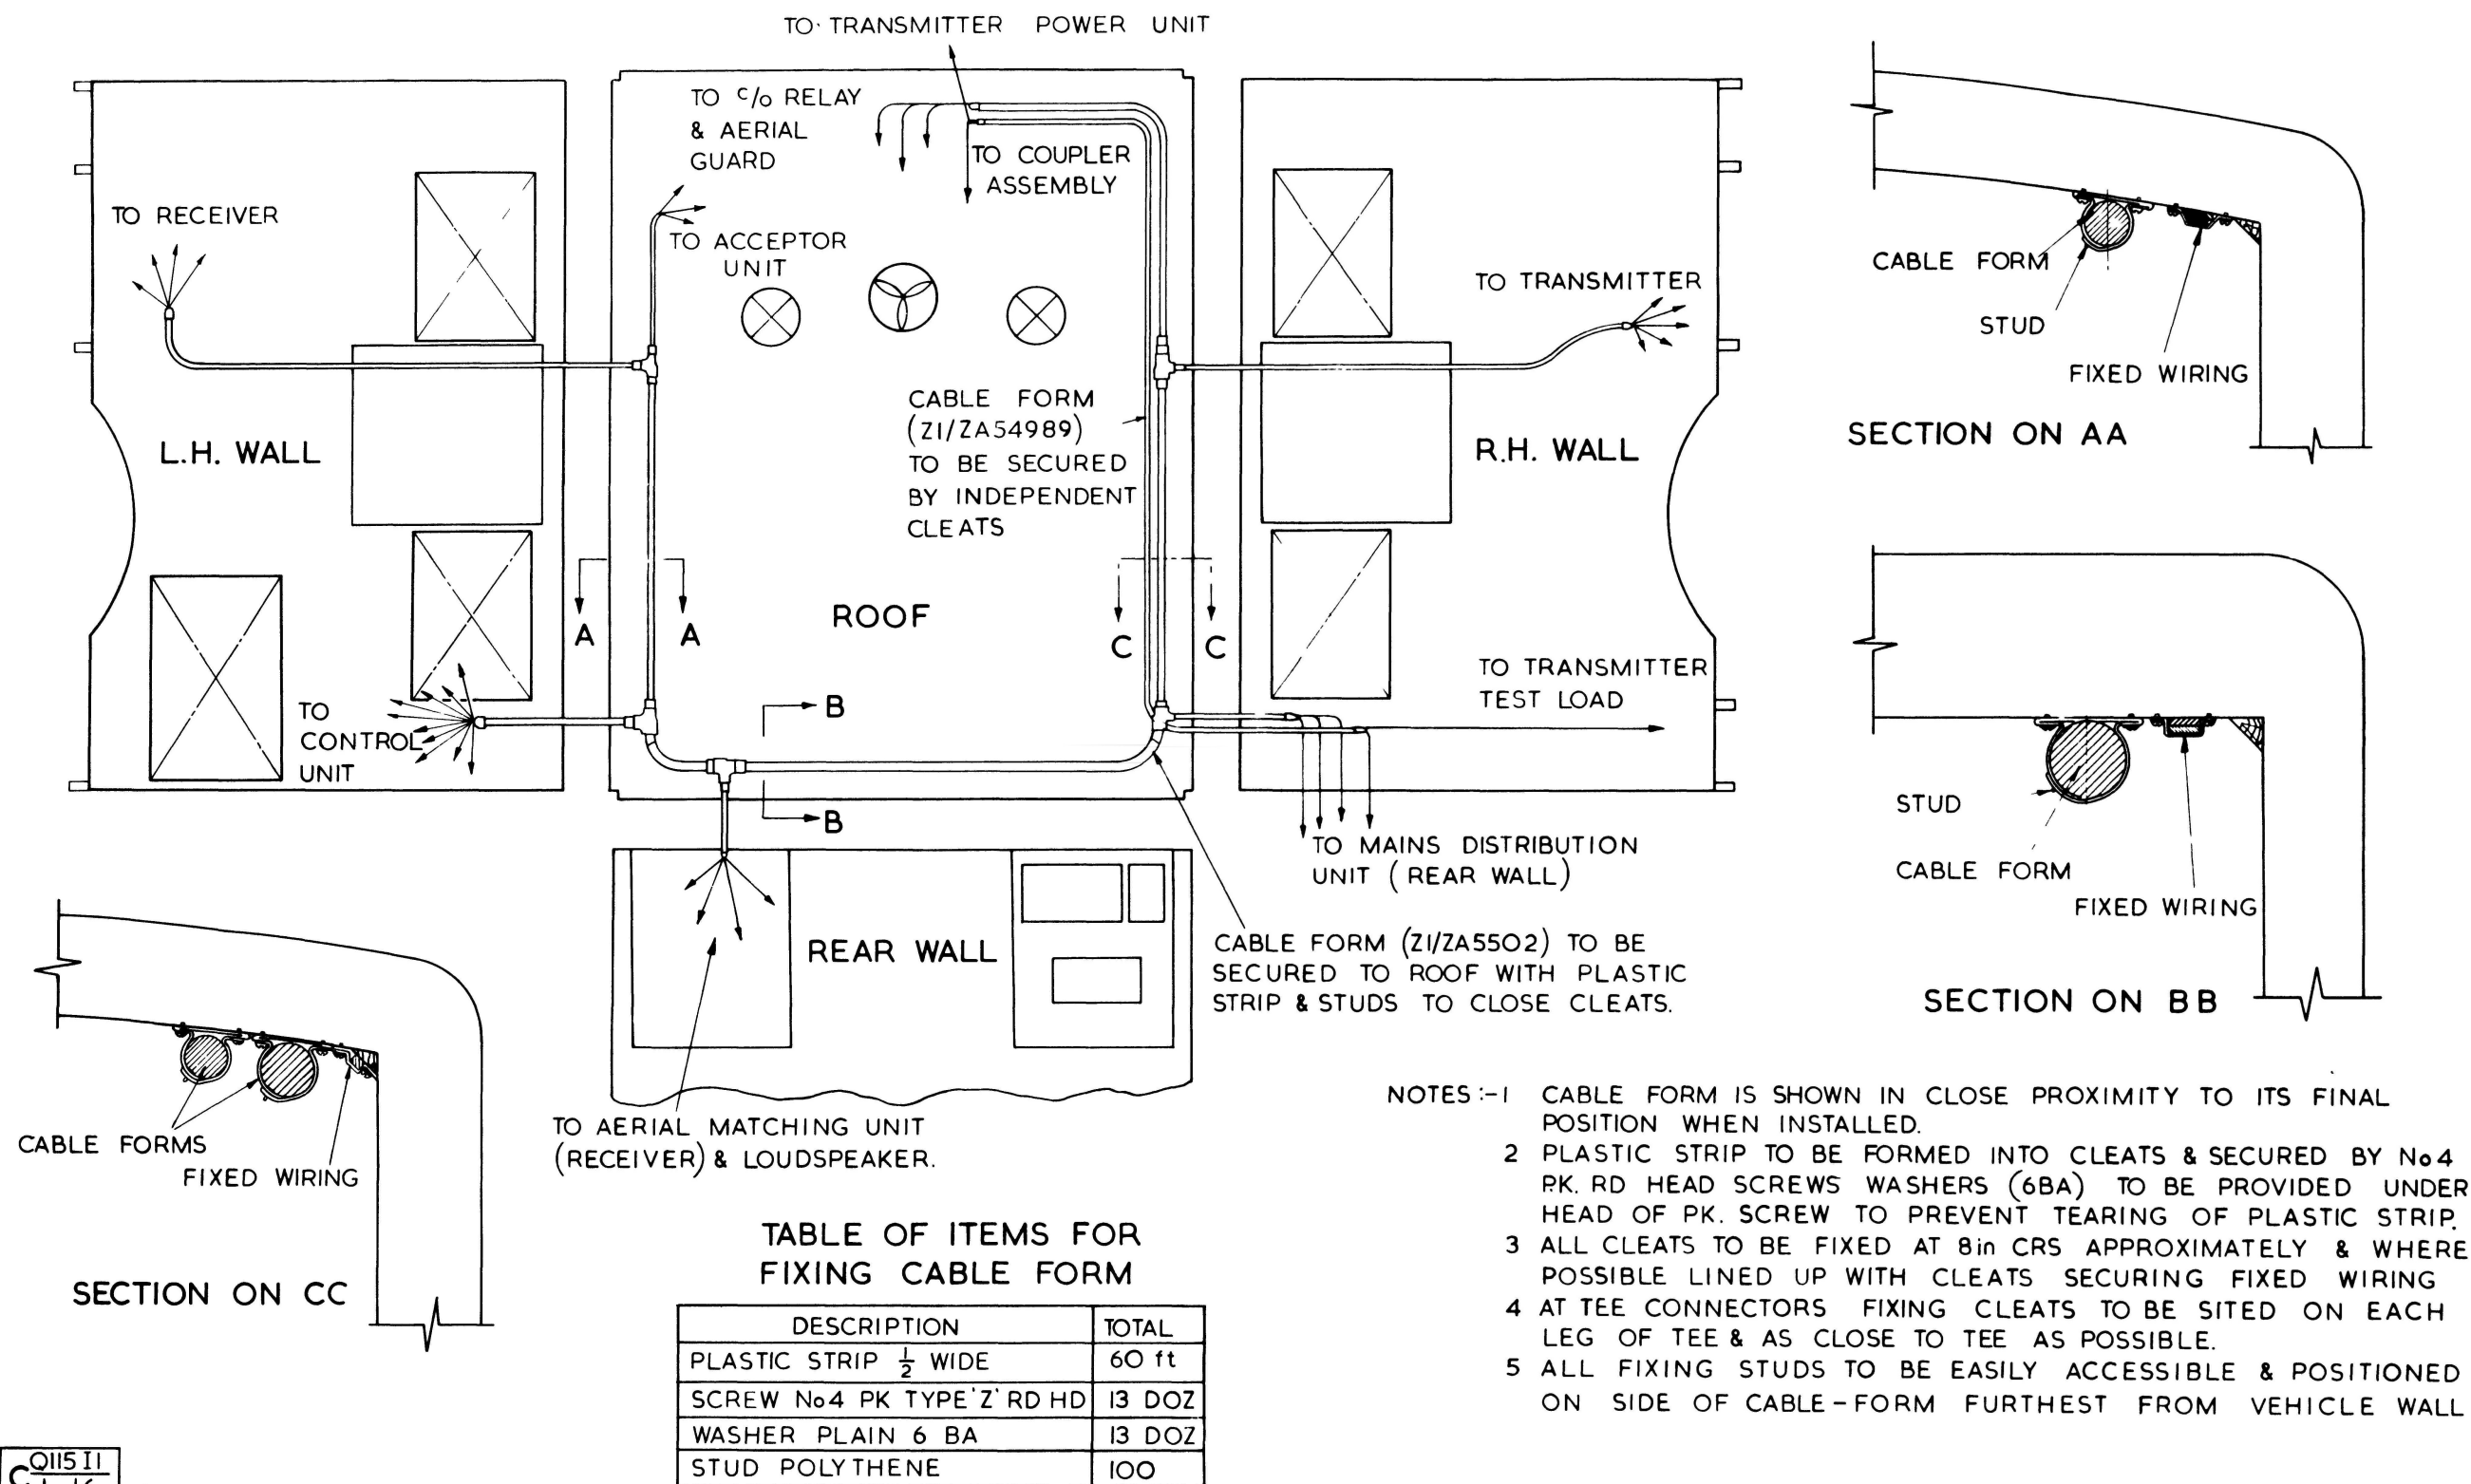 TO TRANSMITTER POWER UNIT
TO C/O RELAY
& AERIAL
GUARD
TO COUPLER
ASSEMBLY
TO RECEIVER
TO ACCEPTOR
UNIT
TO TRANSMITTER
CABLE FORM
(Z1/ZA54989)
TO BE SECURED
BY INDEPENDENT
CLEATS
L.H. WALL
R.H. WALL
ROOF
A A
C C
B
B
TO
CONTROL
UNIT
TO TRANSMITTER
TEST LOAD
TO MAINS DISTRIBUTION
UNIT (REAR WALL)
REAR WALL
CABLE FORM (Z1/ZA5502) TO BE
SECURED TO ROOF WITH PLASTIC
STRIP & STUDS TO CLOSE CLEATS.
TO AERIAL MATCHING UNIT
(RECEIVER) & LOUDSPEAKER.
CABLE FORM
STUD
FIXED WIRING
SECTION ON AA
STUD
CABLE FORM
FIXED WIRING
SECTION ON BB
CABLE FORMS
FIXED WIRING
SECTION ON CC
NOTES :-1 CABLE FORM IS SHOWN IN CLOSE PROXIMITY TO ITS FINAL
POSITION WHEN INSTALLED.
2 PLASTIC STRIP TO BE FORMED INTO CLEATS & SECURED BY No4
P.K. RD HEAD SCREWS WASHERS (6BA) TO BE PROVIDED UNDER
HEAD OF PK. SCREW TO PREVENT TEARING OF PLASTIC STRIP.
3 ALL CLEATS TO BE FIXED AT 8in CRS APPROXIMATELY & WHERE
POSSIBLE LINED UP WITH CLEATS SECURING FIXED WIRING
4 AT TEE CONNECTORS FIXING CLEATS TO BE SITED ON EACH
LEG OF TEE & AS CLOSE TO TEE AS POSSIBLE.
5 ALL FIXING STUDS TO BE EASILY ACCESSIBLE & POSITIONED
ON SIDE OF CABLE-FORM FURTHEST FROM VEHICLE WALL
TABLE OF ITEMS FOR
FIXING CABLE FORM
DESCRIPTION TOTAL
PLASTIC STRIP 1/2 WIDE 60 ft
SCREW No4 PK TYPE 'Z' RD HD 13 DOZ
WASHER PLAIN 6 BA 13 DOZ
STUD POLYTHENE 100
Q115 I1